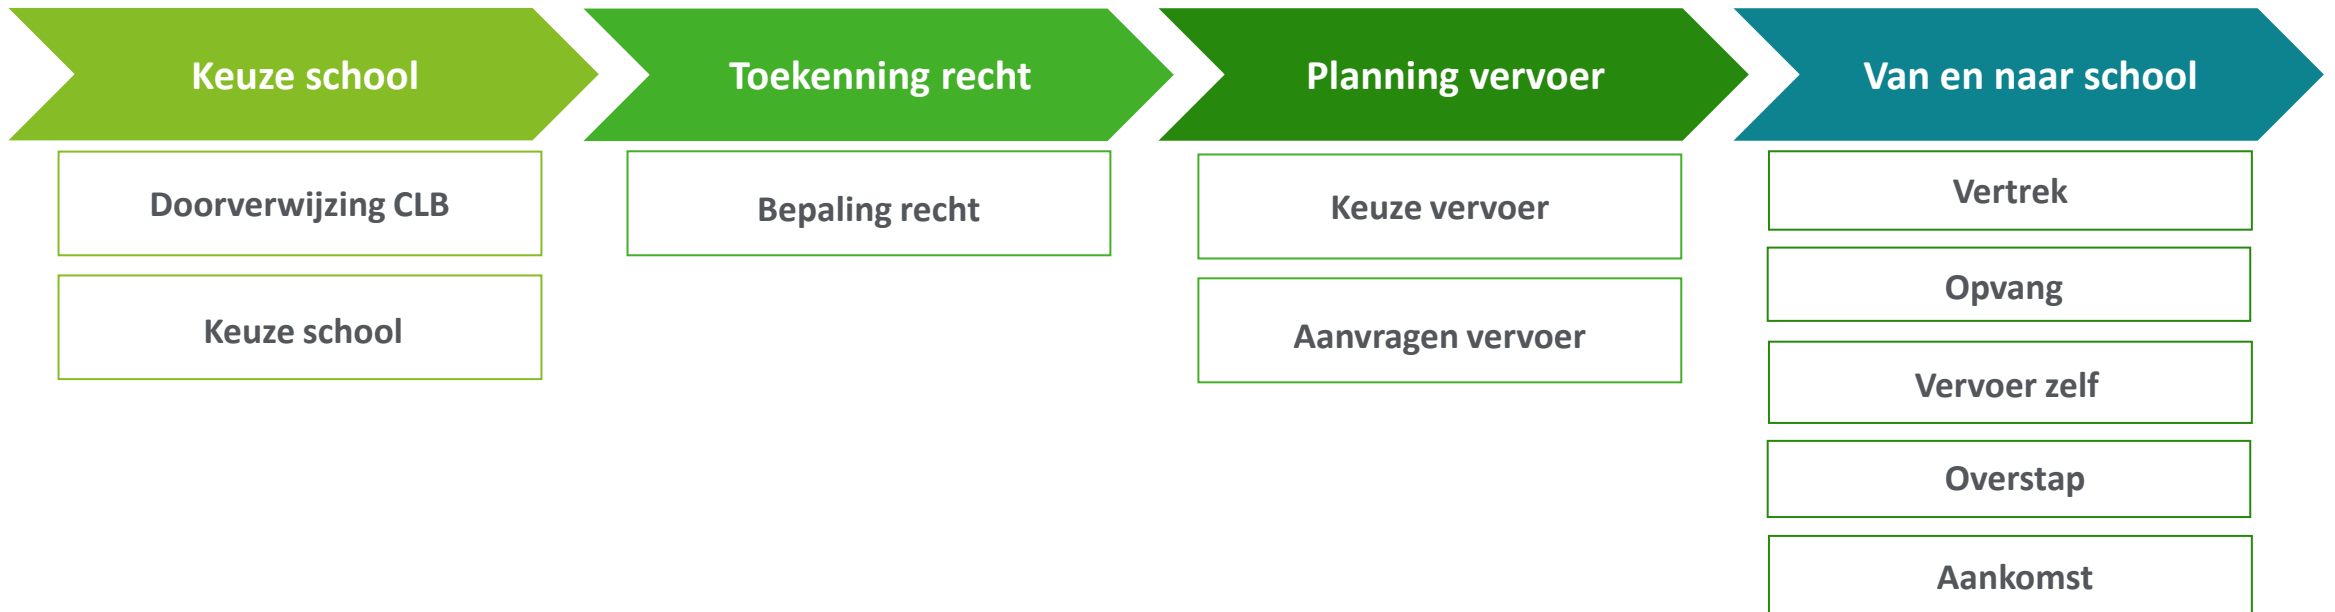 Keuze school
Toekenning recht
Planning vervoer
Van en naar school
Doorverwijzing CLB
Keuze school
Bepaling recht
Keuze vervoer
Aanvragen vervoer
Vertrek
Opvang
Vervoer zelf
Overstap
Aankomst